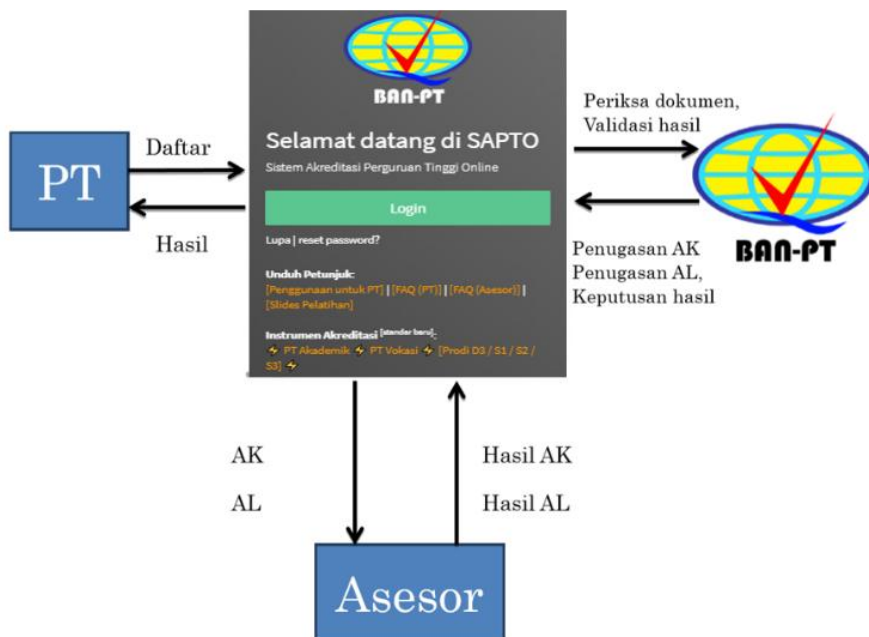 BAN-PT
Selamat datang di SAPTO
Sistem Akreditasi Perguruan Tinggi Online
Login
Lupa | reset password?
Unduh Petunjuk:
[Penggunaan untuk PT] | [FAQ (PT)] | [FAQ (Asesor)] |
[Slides Pelatihan]
Instrumen Akreditasi [standar baru]:
PT Akademik PT Vokasi [Prodi D3 / S1 / S2 /
S3]
PT
Daftar
Hasil
Periksa dokumen,
Validasi hasil
BAN-PT
Penugasan AK
Penugasan AL,
Keputusan hasil
AK
AL
Hasil AK
Hasil AL
Asesor